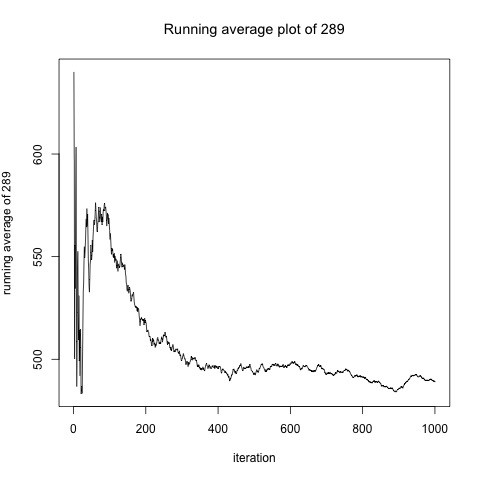 Running average plot of 289
running average of 289
600
550
500
0 200 400 600 800 1000
iteration